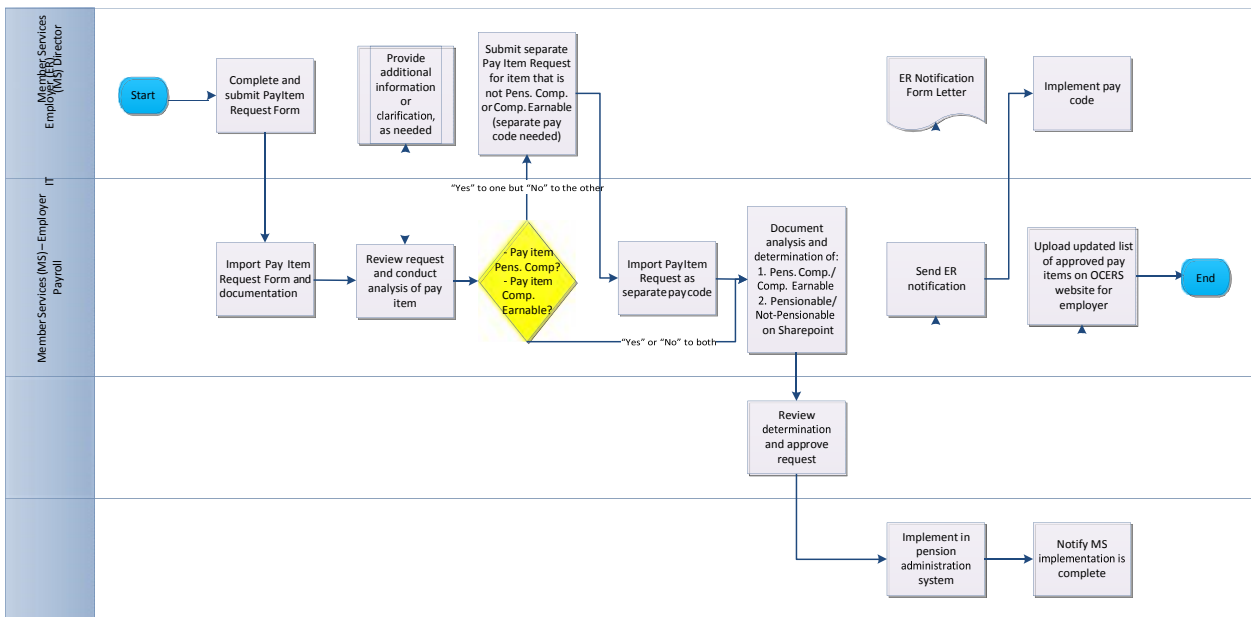 Member Services
(MS) Director
Employer (ER)
IT
Member Services (MS) – Employer
Payroll
Start
Complete and
submit PayItem
Request Form
Provide
additional
information
or
clarification,
as needed
Submit separate
Pay Item Request
for item that is
not Pens. Comp.
or Comp. Earnable
(separate pay
code needed)
ER Notification
Form Letter
Implement pay
code
"Yes" to one but "No" to the other
Import Pay Item
Request Form and
documentation
Review request
and conduct
analysis of pay
item
- Pay item
Pens. Comp?
- Pay item
Comp.
Earnable?
Import PayItem
Request as
separate pay code
"Yes" or "No" to both
Document
analysis and
determination of:
1. Pens. Comp./
Comp. Earnable
2. Pensionable/
Not-Pensionable
on Sharepoint
Send ER
notification
Upload updated list
of approved pay
items on OCERS
website for
employer
End
Review
determination
and approve
request
Implement in
pension
administration
system
Notify MS
implementation is
complete